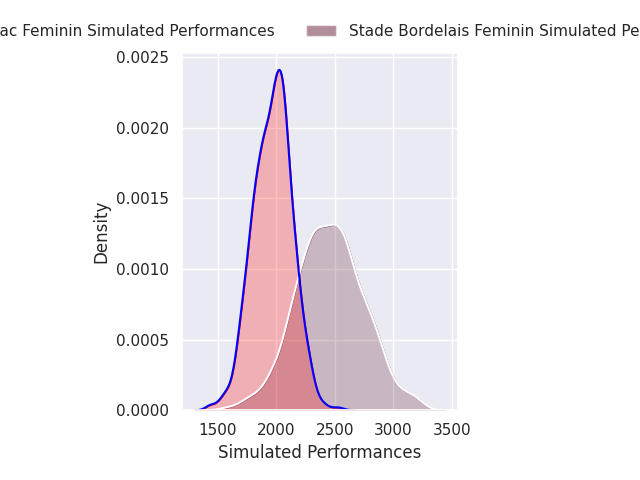 ac Feminin Simulated Performances
Stade Bordelais Feminin Simulated Pe
0.0025
0.0020
0.0015
0.0010
0.0005
0.0000
Density
1500 2000 2500 3000 3500
Simulated Performances